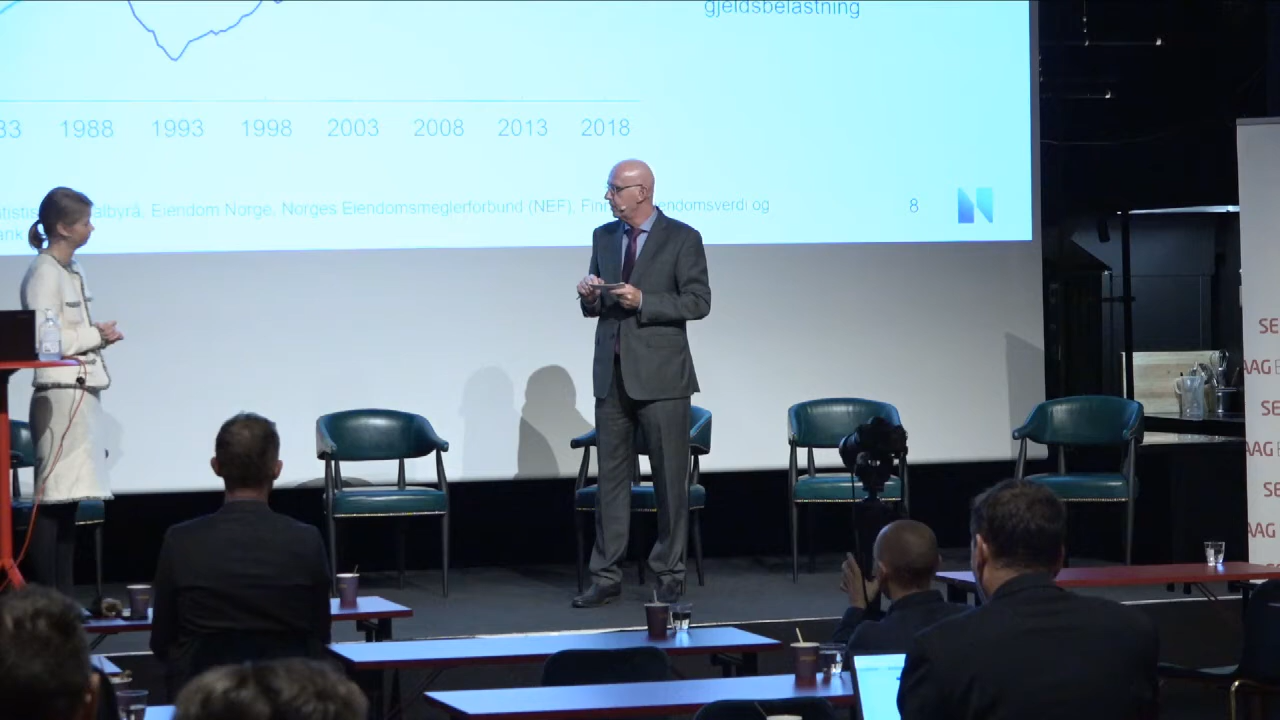 gjeldsbelastning
83 1988 1993 1998 2003 2008 2013 2018
Eiendom Norge, Norges Eiendomsmeglerforbund (NEF),
8
N
SE
AAG
SE
AAG
SE
AAG